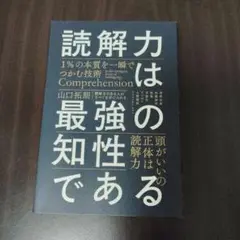 読解力は
最強の
知性である
1%の本質を一瞬で
つかむ技術
Comprehension
山口拓朗
頭がいいの
正体は
読解力